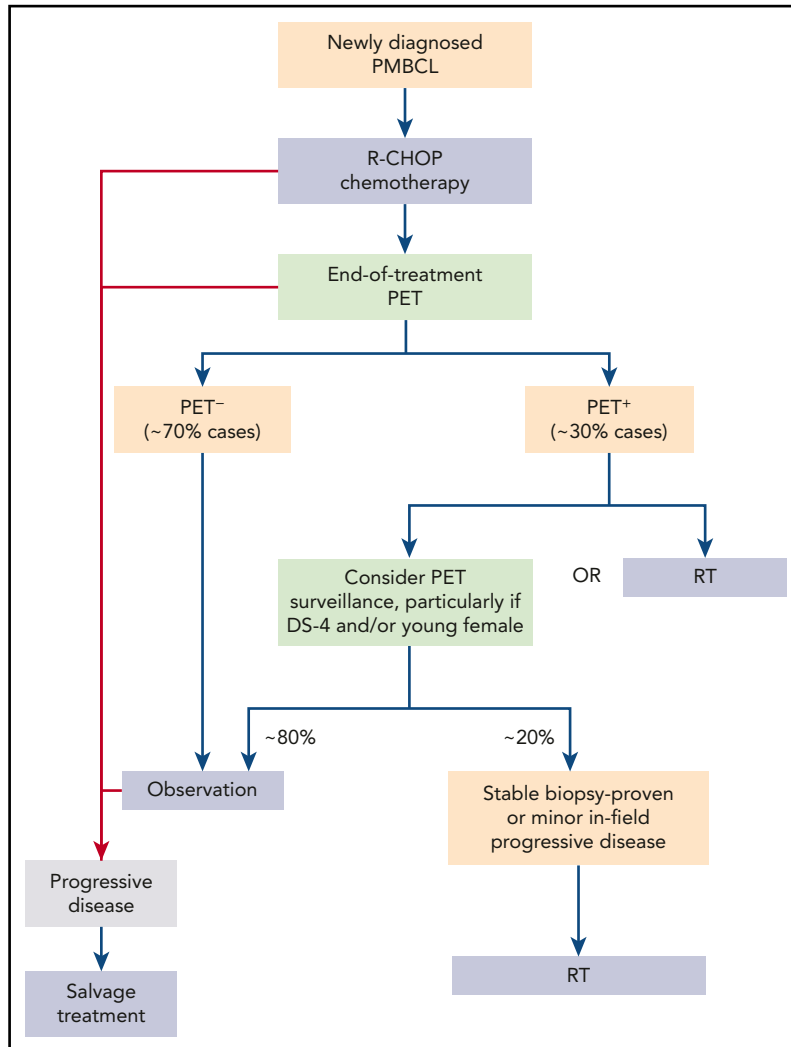 Newly diagnosed
PMBCL
R-CHOP
chemotherapy
End-of-treatment
PET
PET⁻
(~70% cases)
PET⁺
(~30% cases)
Consider PET
surveillance, particularly if
DS-4 and/or young female
OR
RT
~80%
~20%
Observation
Stable biopsy-proven
or minor in-field
progressive disease
Progressive
disease
RT
Salvage
treatment